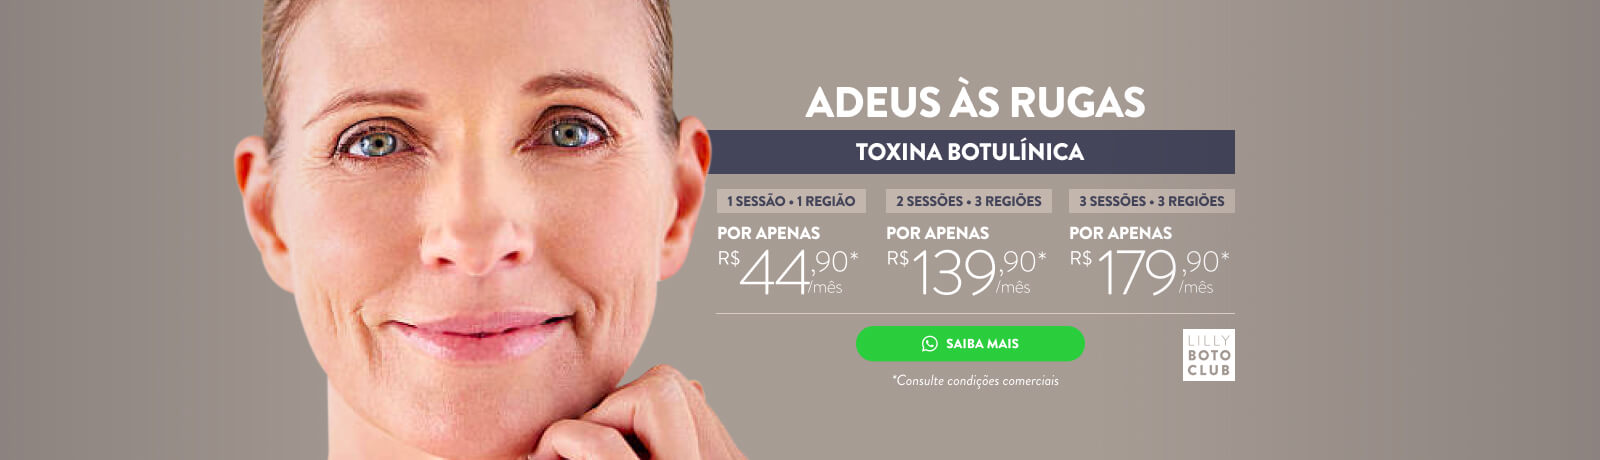 ADEUS ÀS RUGAS
TOXINA BOTULÍNICA
1 SESSÃO • 1 REGIÃO
POR APENAS
R$ 44,90*
/mês
2 SESSÕES • 3 REGIÕES
POR APENAS
R$ 139,90*
/mês
3 SESSÕES • 3 REGIÕES
POR APENAS
R$ 179,90*
/mês
SAIBA MAIS
*Consulte condições comerciais
LILLY
BOTO
CLUB